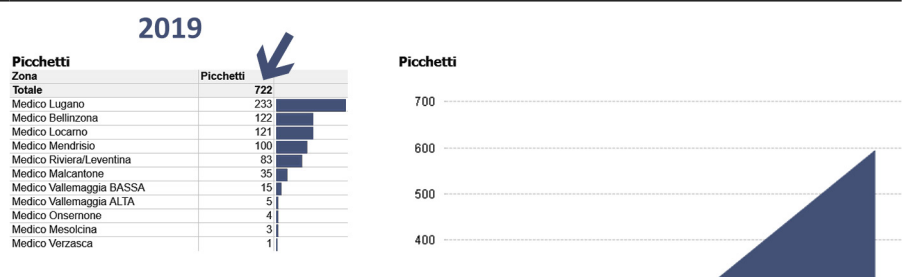 2019
Picchetti
Zona Picchetti
Totale 722
Medico Lugano 233
Medico Bellinzona 122
Medico Locarno 121
Medico Mendrisio 100
Medico Riviera/Leventina 83
Medico Malcantone 35
Medico Vallemaggia BASSA 15
Medico Vallemaggia ALTA 5
Medico Onsernone 4
Medico Mesolcina 3
Medico Verzasca 1
Picchetti
700
600
500
400